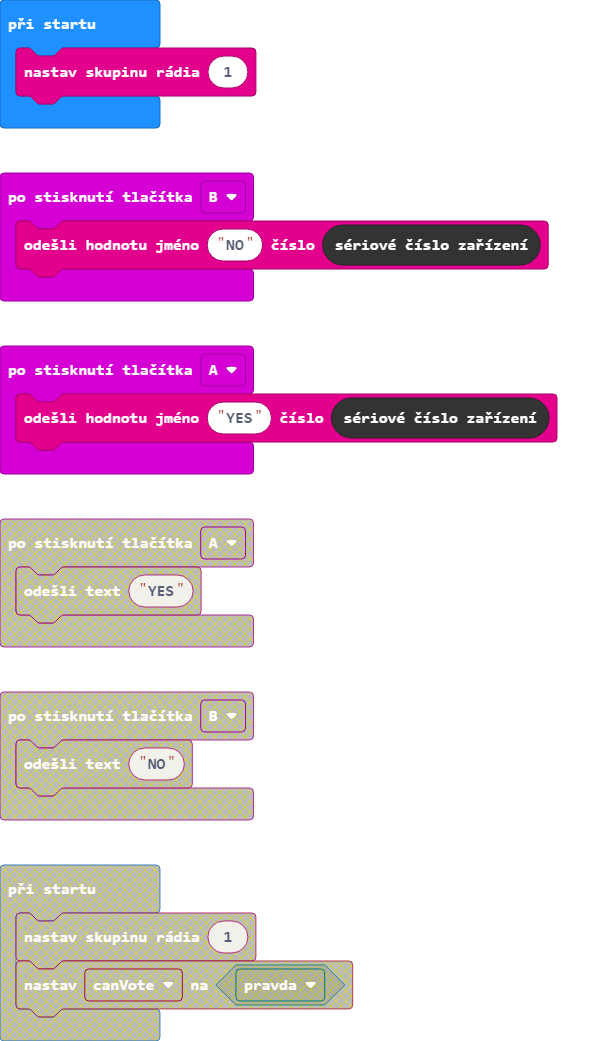 při startu
nastav skupinu rádia 1
po stisknutí tlačítka B
odešli hodnotu jméno "NO" číslo sériové číslo zařízení
po stisknutí tlačítka A
odešli hodnotu jméno "YES" číslo sériové číslo zařízení
po stisknutí tlačítka A
odešli text "YES"
po stisknutí tlačítka B
odešli text "NO"
při startu
nastav skupinu rádia 1
nastav canVote na pravda